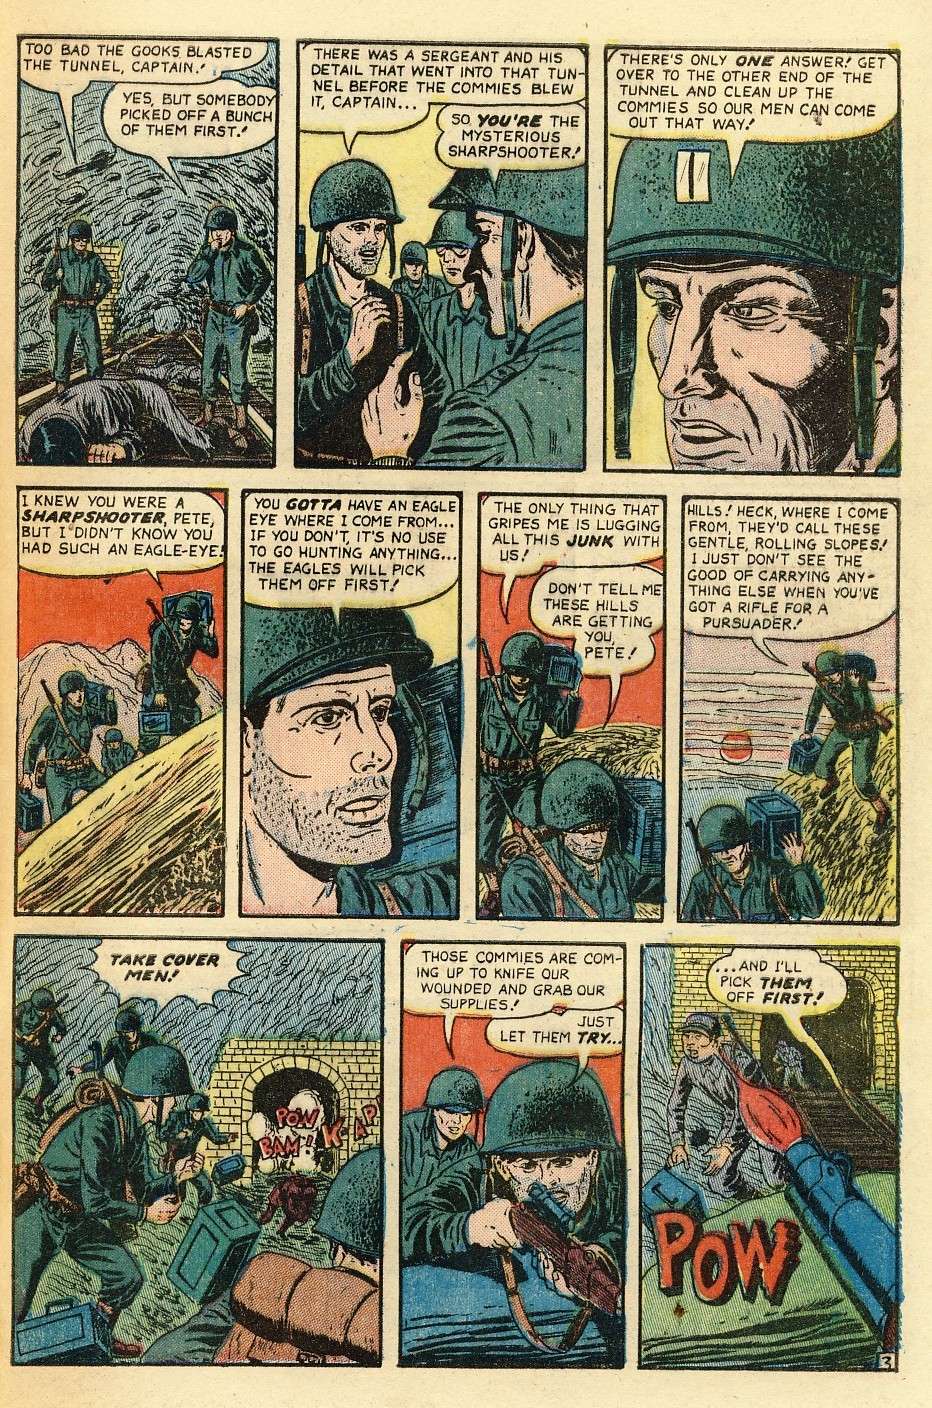 TOO BAD THE GOOKS BLASTED
THE TUNNEL, CAPTAIN!
YES, BUT SOMEBODY
PICKED OFF A BUNCH
OF THEM FIRST!
THERE WAS A SERGEANT AND HIS
DETAIL THAT WENT INTO THAT TUN-
NEL BEFORE THE COMMIES BLEW
IT, CAPTAIN...
SO YOU'RE THE
MYSTERIOUS
SHARPSHOOTER!
THERE'S ONLY ONE ANSWER! GET
OVER TO THE OTHER END OF THE
TUNNEL AND CLEAN UP THE
COMMIES SO OUR MEN CAN COME
OUT THAT WAY!
I KNEW YOU WERE A
SHARPSHOOTER, PETE,
BUT I DIDN'T KNOW YOU
HAD SUCH AN EAGLE-EYE!
YOU GOTTA HAVE AN EAGLE
EYE WHERE I COME FROM...
IF YOU DON'T, IT'S NO USE
TO GO HUNTING ANYTHING...
THE EAGLES WILL PICK
THEM OFF FIRST!
THE ONLY THING THAT
GRIPES ME IS LUGGING
ALL THIS JUNK WITH
US!
DON'T TELL ME
THESE HILLS
ARE GETTING
YOU,
PETE!
HILLS! HECK, WHERE I COME
FROM, THEY'D CALL THESE
GENTLE, ROLLING SLOPES!
I JUST DON'T SEE THE
GOOD OF CARRYING ANY-
THING ELSE WHEN YOU'VE
GOT A RIFLE FOR A
PURSUADER!
TAKE COVER
MEN!
POW
BAM!
K-AP
THOSE COMMIES ARE COM-
ING UP TO KNIFE OUR
WOUNDED AND GRAB OUR
SUPPLIES!
JUST
LET THEM TRY...
...AND I'LL
PICK THEM
OFF FIRST!
POW
3